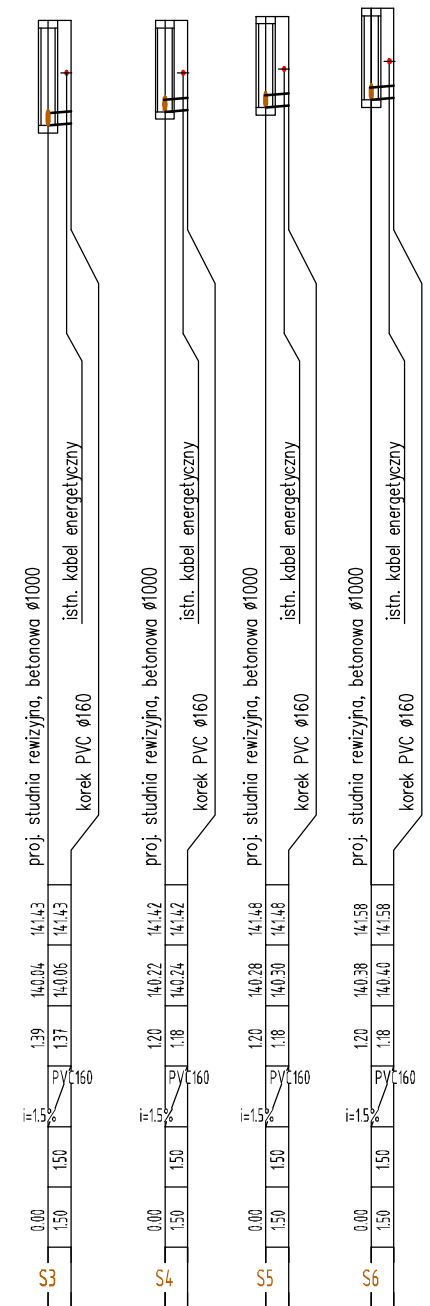 proj. studnia rewizyjna, betonowa ø1000
istn. kabel energetyczny
korek PVC ø160
141.43
141.43
140.04
140.06
1.39
1.37
PVC160
i=1.5%
1.50
0.00
1.50
S3
proj. studnia rewizyjna, betonowa ø1000
istn. kabel energetyczny
korek PVC ø160
141.42
141.42
140.22
140.24
1.20
1.18
PVC160
i=1.5%
1.50
0.00
1.50
S4
proj. studnia rewizyjna, betonowa ø1000
istn. kabel energetyczny
korek PVC ø160
141.48
141.48
140.28
140.30
1.20
1.18
PVC160
i=1.5%
1.50
0.00
1.50
S5
proj. studnia rewizyjna, betonowa ø1000
istn. kabel energetyczny
korek PVC ø160
141.58
141.58
140.38
140.40
1.20
1.18
PVC160
i=1.5%
1.50
0.00
1.50
S6